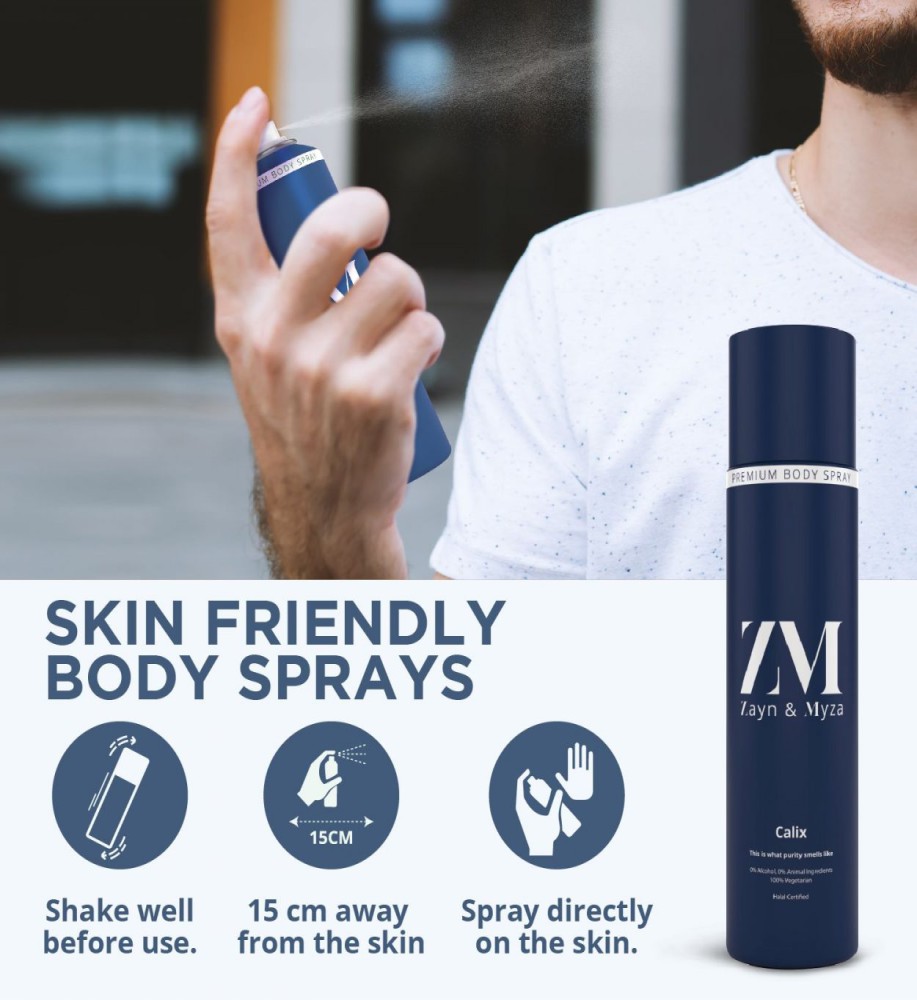 UM BODY SPRAY
PREMIUM BODY SPRAY
ZM
Zayn & Myza
Calix
This is what purity smells like
0% Alcohol, 0% Animal Ingredients
100% Vegetarian
Halal Certified
SKIN FRIENDLY
BODY SPRAYS
15CM
Shake well
before use.
15 cm away
from the skin
Spray directly
on the skin.